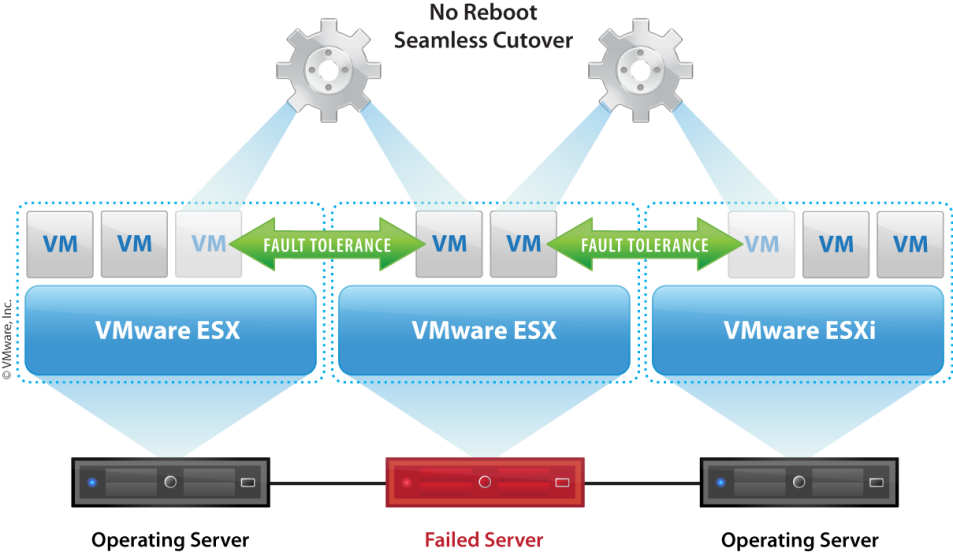 No Reboot
Seamless Cutover
VM VM VM FAULT TOLERANCE VM VM FAULT TOLERANCE VM VM VM
VMware ESX VMware ESX VMware ESXi
© VMware, Inc.
Operating Server Failed Server Operating Server